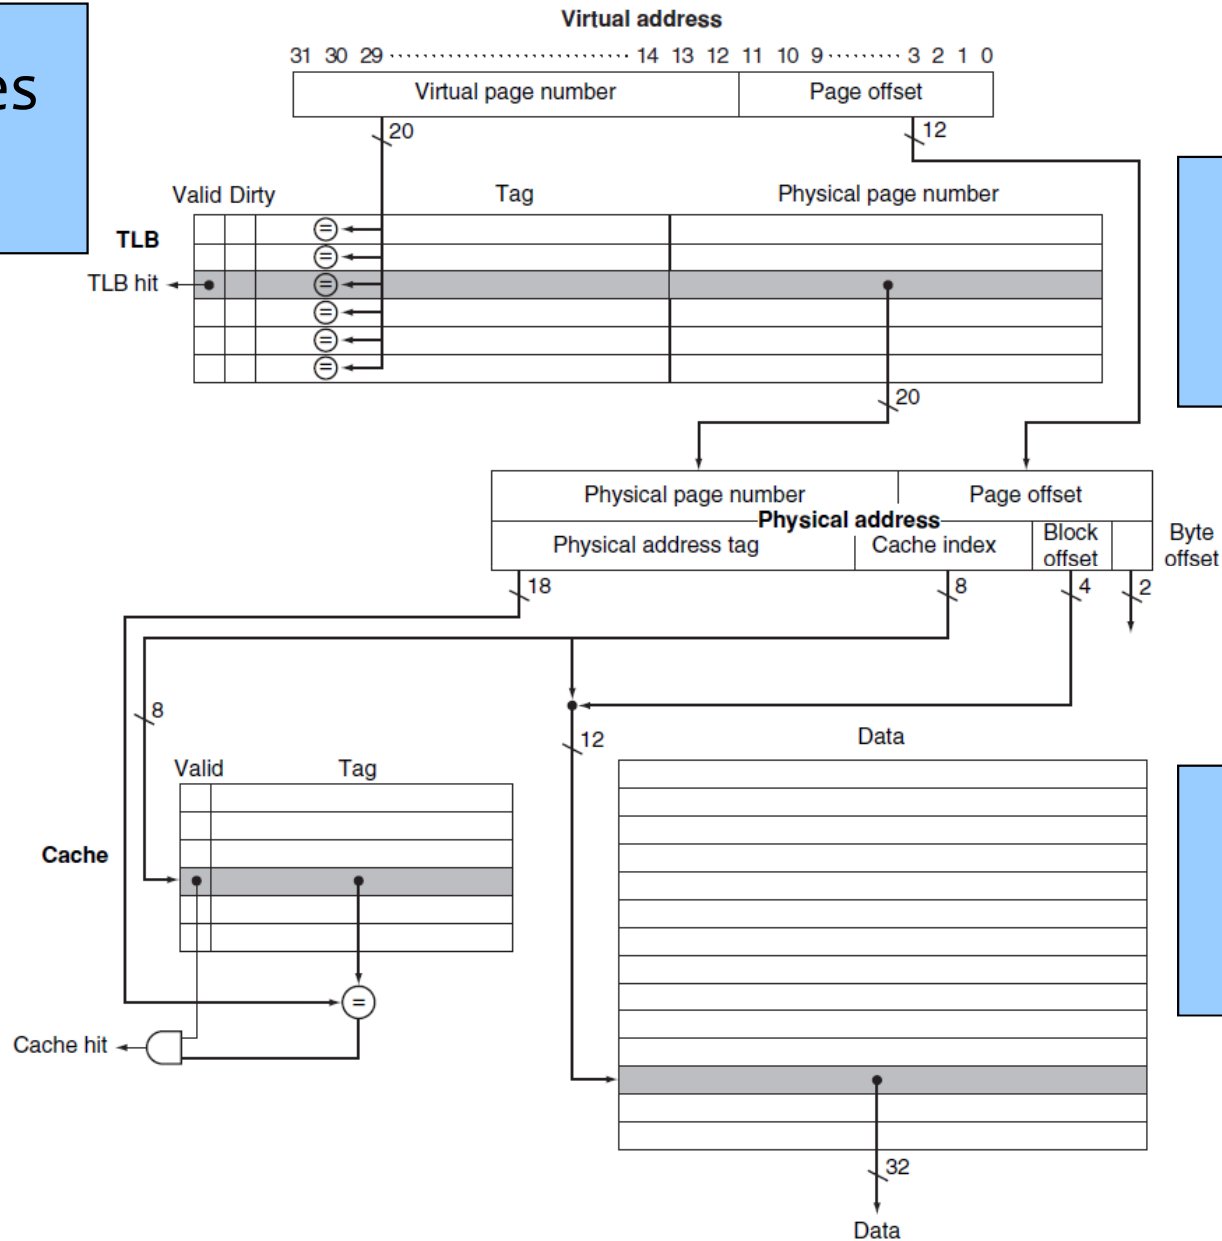 es
Virtual address
31 30 29 ............................ 14 13 12 11 10 9 ......... 3 2 1 0
Virtual page number Page offset
20 12
Valid Dirty Tag Physical page number
TLB
TLB hit
=
=
=
=
=
=
20
Physical page number Page offset
Physical address
Physical address tag Cache index Block offset Byte offset
18 8 4 2
8
12
Data
Valid Tag
Cache
=
Cache hit
32
Data